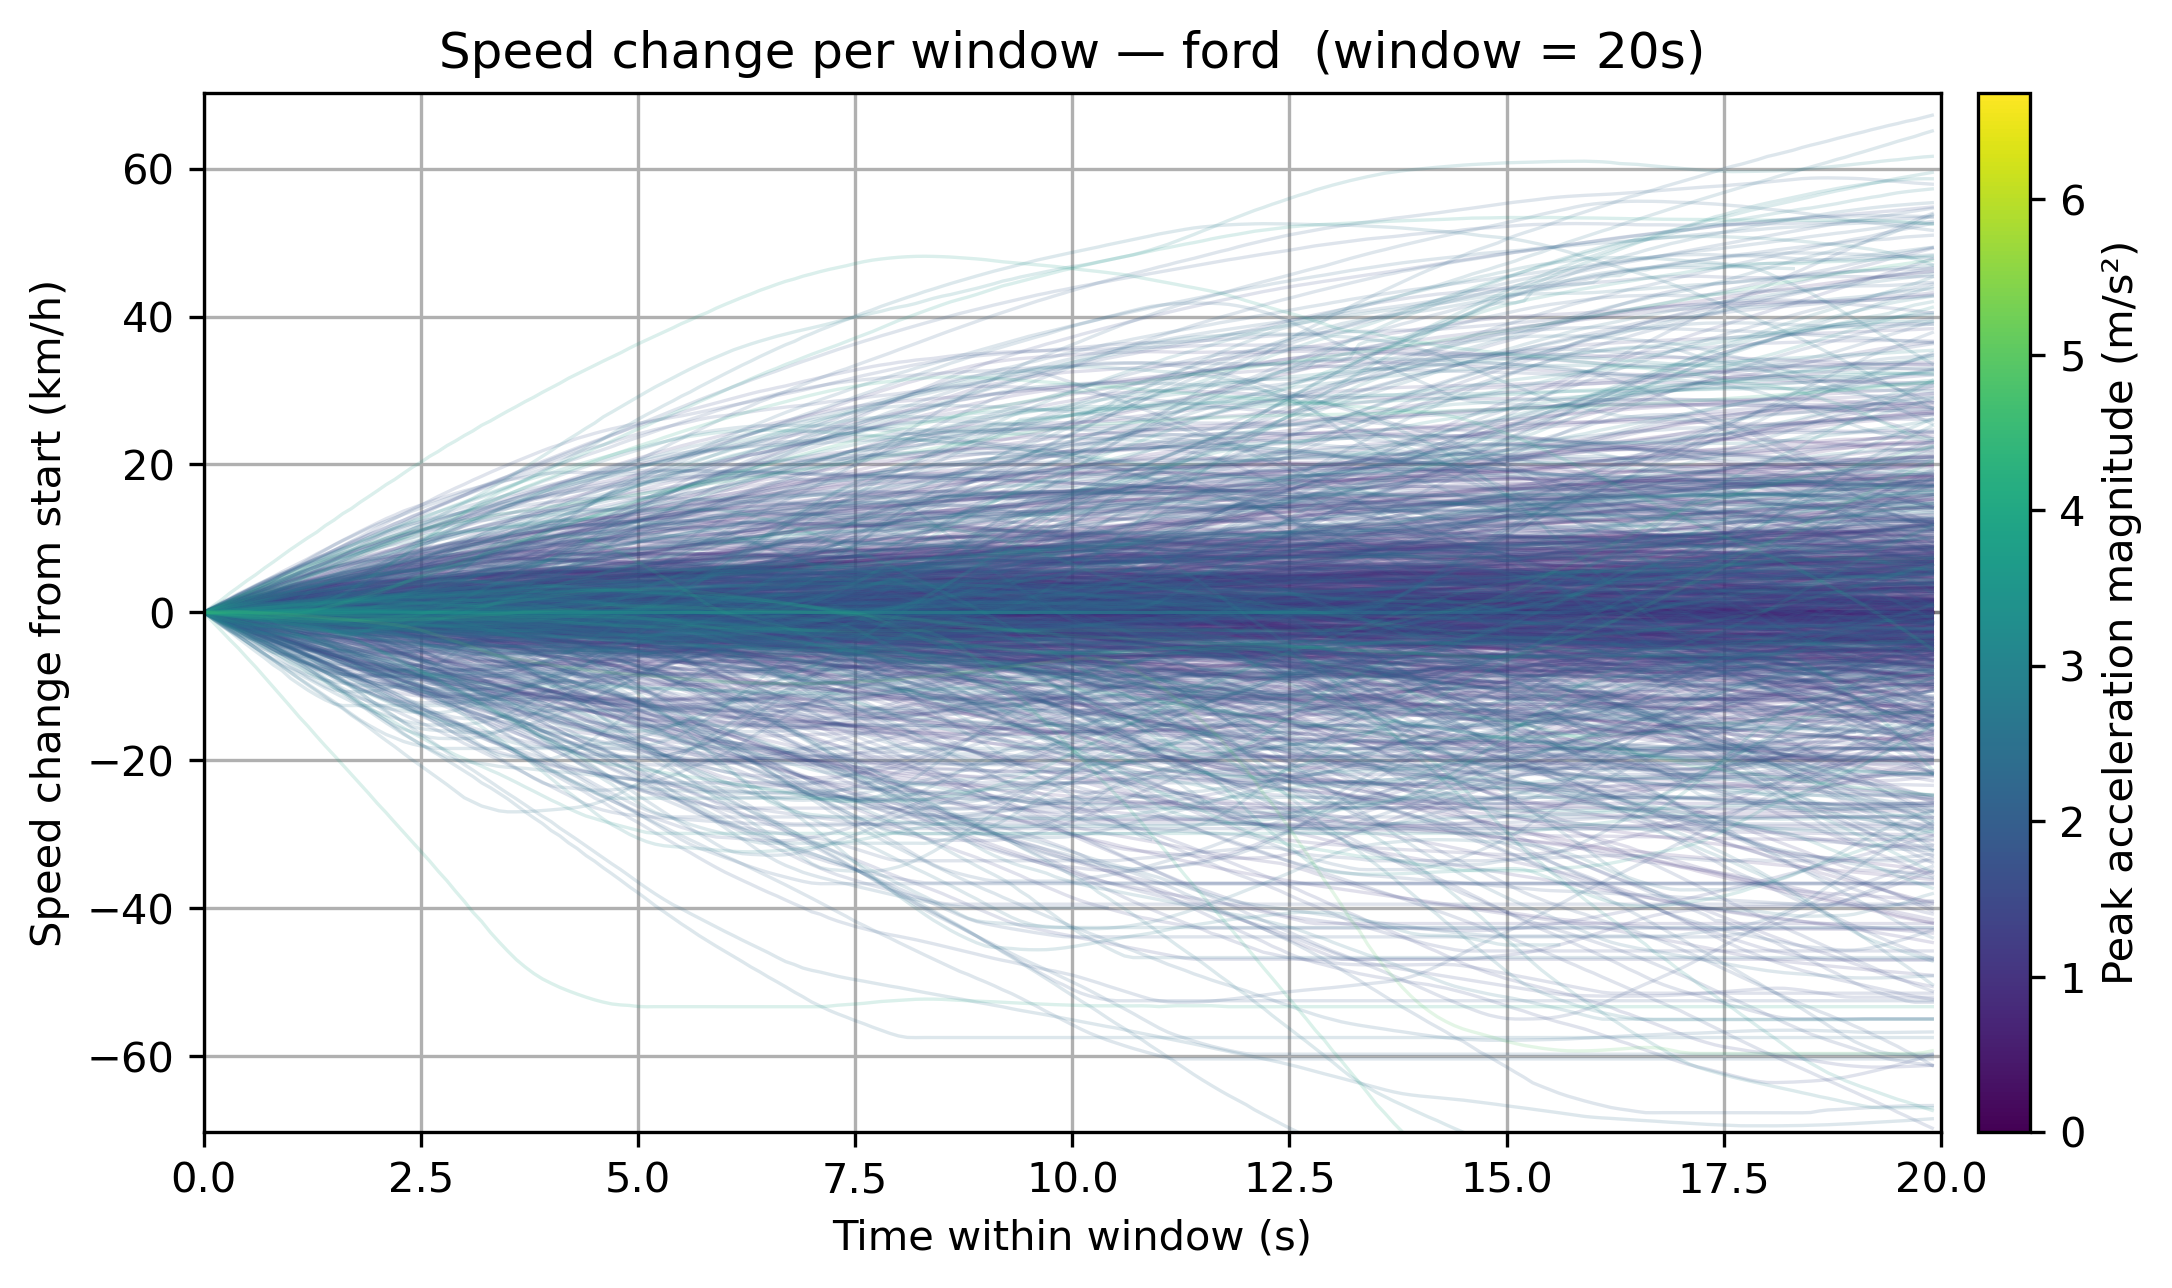 Speed change per window — ford  (window = 20s)
Speed change from start (km/h)
60
40
20
0
−20
−40
−60
0.0 2.5 5.0 7.5 10.0 12.5 15.0 17.5 20.0
Time within window (s)
6
5
4
3
2
1
0
Peak acceleration magnitude (m/s²)